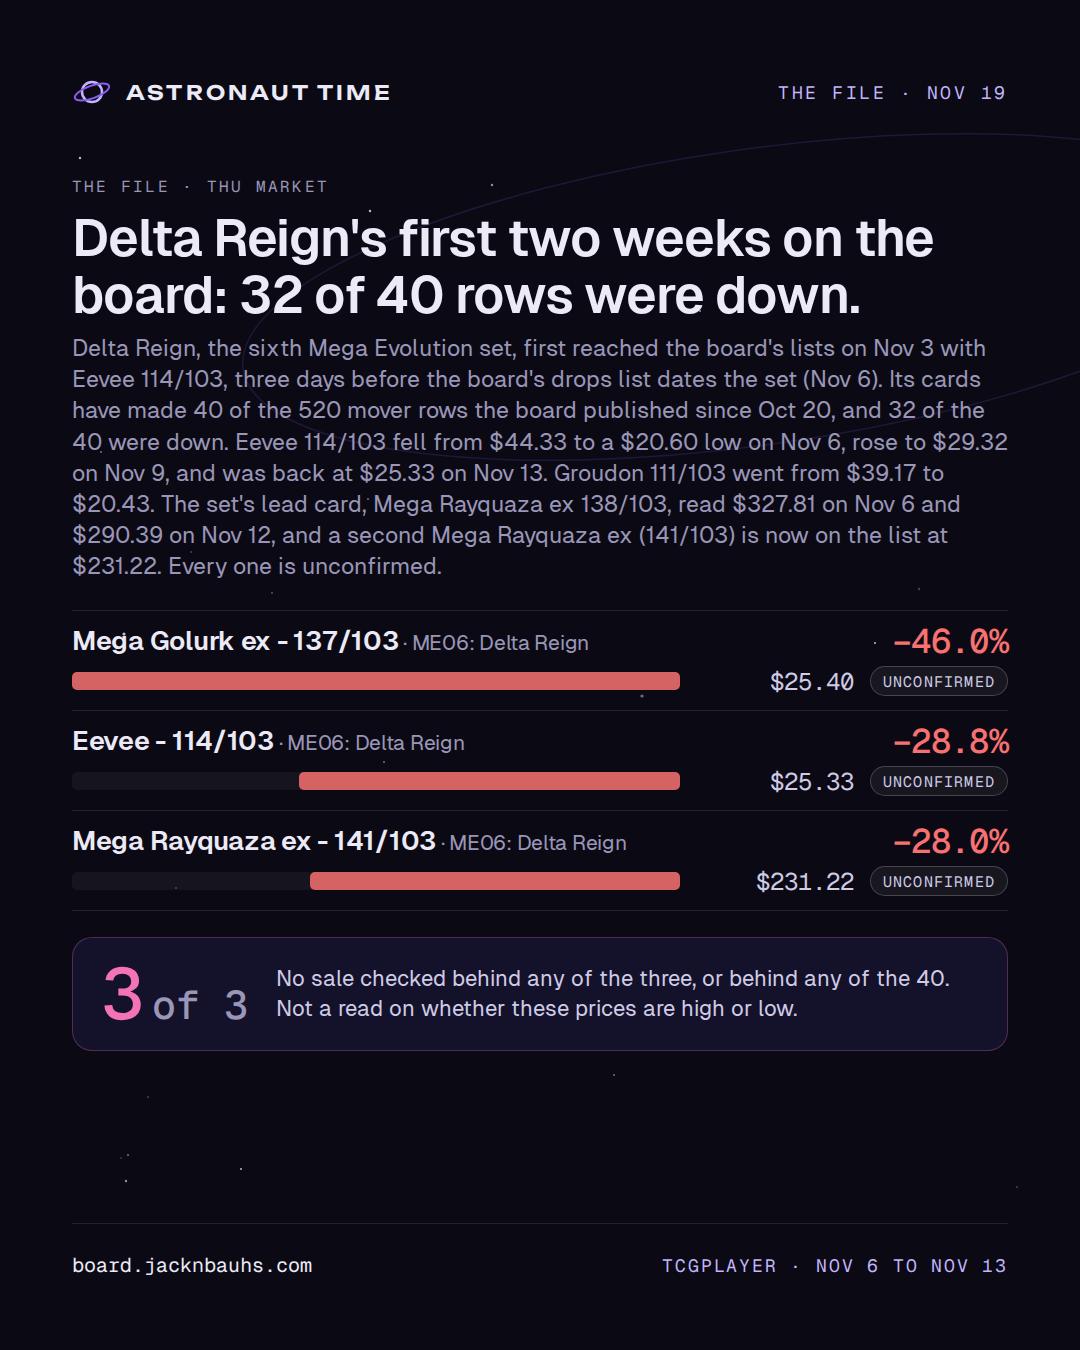 ASTRONAUT TIME
THE FILE · NOV 19
THE FILE · THU MARKET
Delta Reign's first two weeks on the
board: 32 of 40 rows were down.
Delta Reign, the sixth Mega Evolution set, first reached the board's lists on Nov 3 with
Eevee 114/103, three days before the board's drops list dates the set (Nov 6). Its cards
have made 40 of the 520 mover rows the board published since Oct 20, and 32 of the
40 were down. Eevee 114/103 fell from $44.33 to a $20.60 low on Nov 6, rose to $29.32
on Nov 9, and was back at $25.33 on Nov 13. Groudon 111/103 went from $39.17 to
$20.43. The set's lead card, Mega Rayquaza ex 138/103, read $327.81 on Nov 6 and
$290.39 on Nov 12, and a second Mega Rayquaza ex (141/103) is now on the list at
$231.22. Every one is unconfirmed.
Mega Golurk ex - 137/103 · ME06: Delta Reign
-46.0%
$25.40
UNCONFIRMED
Eevee - 114/103 · ME06: Delta Reign
-28.8%
$25.33
UNCONFIRMED
Mega Rayquaza ex - 141/103 · ME06: Delta Reign
-28.0%
$231.22
UNCONFIRMED
3 of 3
No sale checked behind any of the three, or behind any of the 40.
Not a read on whether these prices are high or low.
board.jacknbauhs.com
TCGPLAYER · NOV 6 TO NOV 13